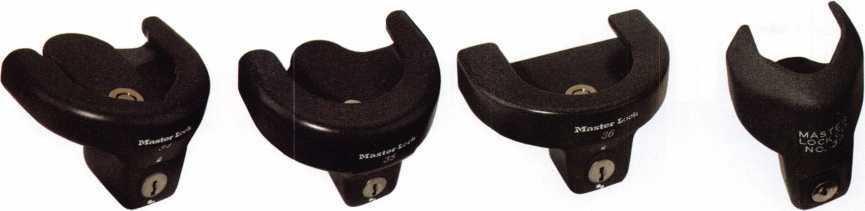 Master Lock
Master Lock
35
Master Lock
36
MASTER
LOCK
NO.